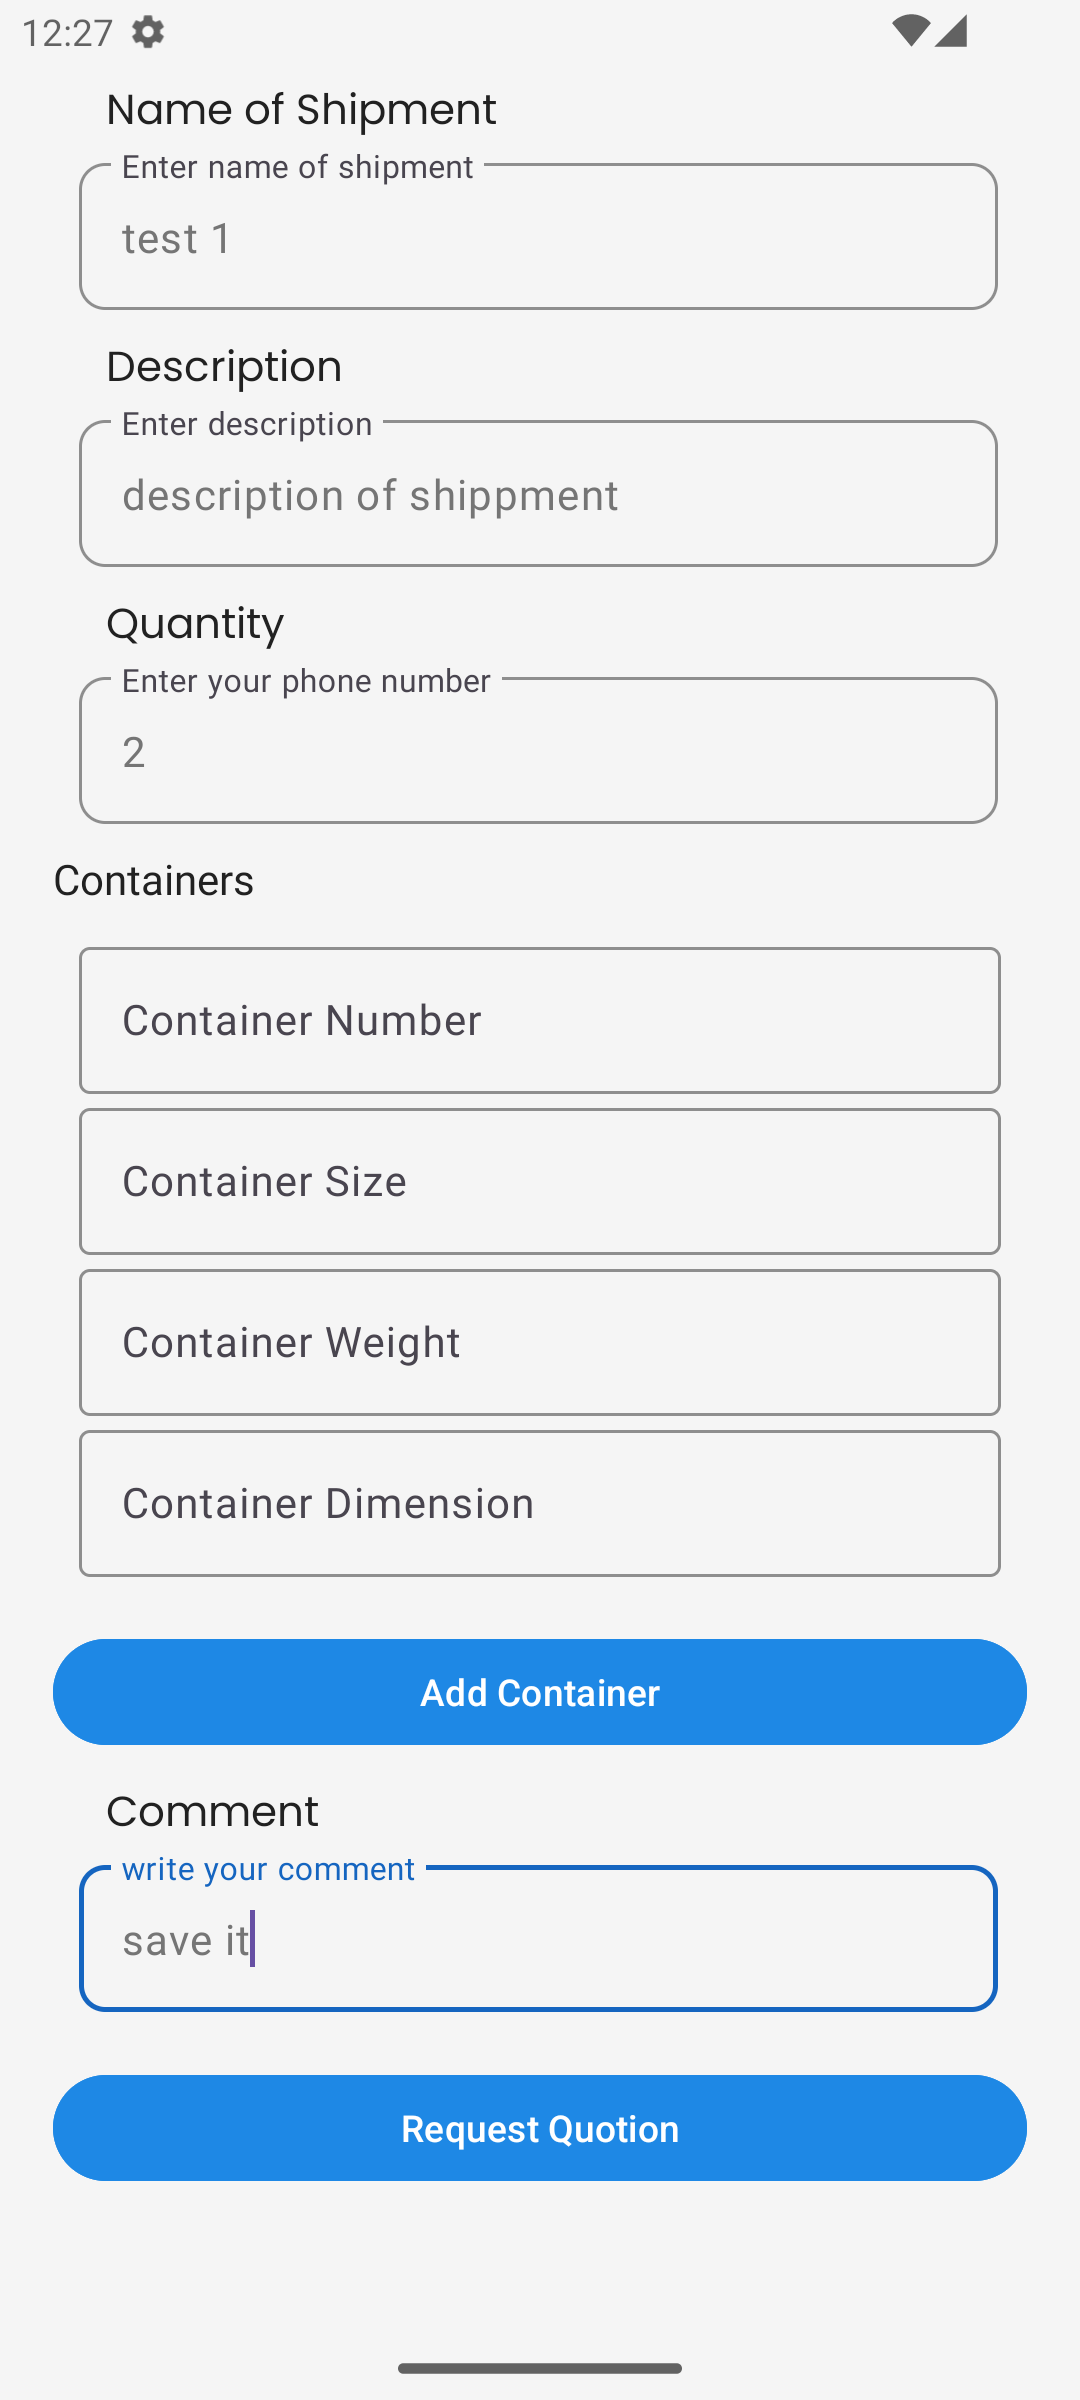 12:27
Name of Shipment
Enter name of shipment
test 1
Description
Enter description
description of shippment
Quantity
Enter your phone number
2
Containers
Container Number
Container Size
Container Weight
Container Dimension
Add Container
Comment
write your comment
save it
Request Quotion